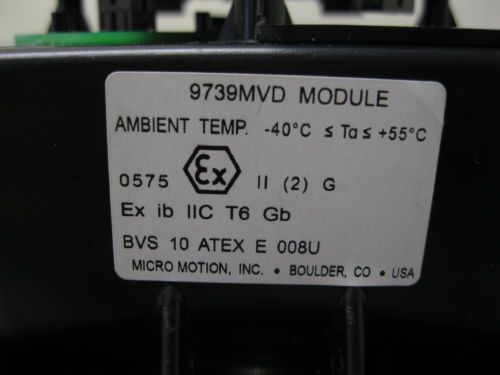 9739MVD MODULE
AMBIENT TEMP. -40°C ≤ Ta ≤ +55°C
0575 Ex II (2) G
Ex ib IIC T6 Gb
BVS 10 ATEX E 008U
MICRO MOTION, INC. • BOULDER, CO • USA